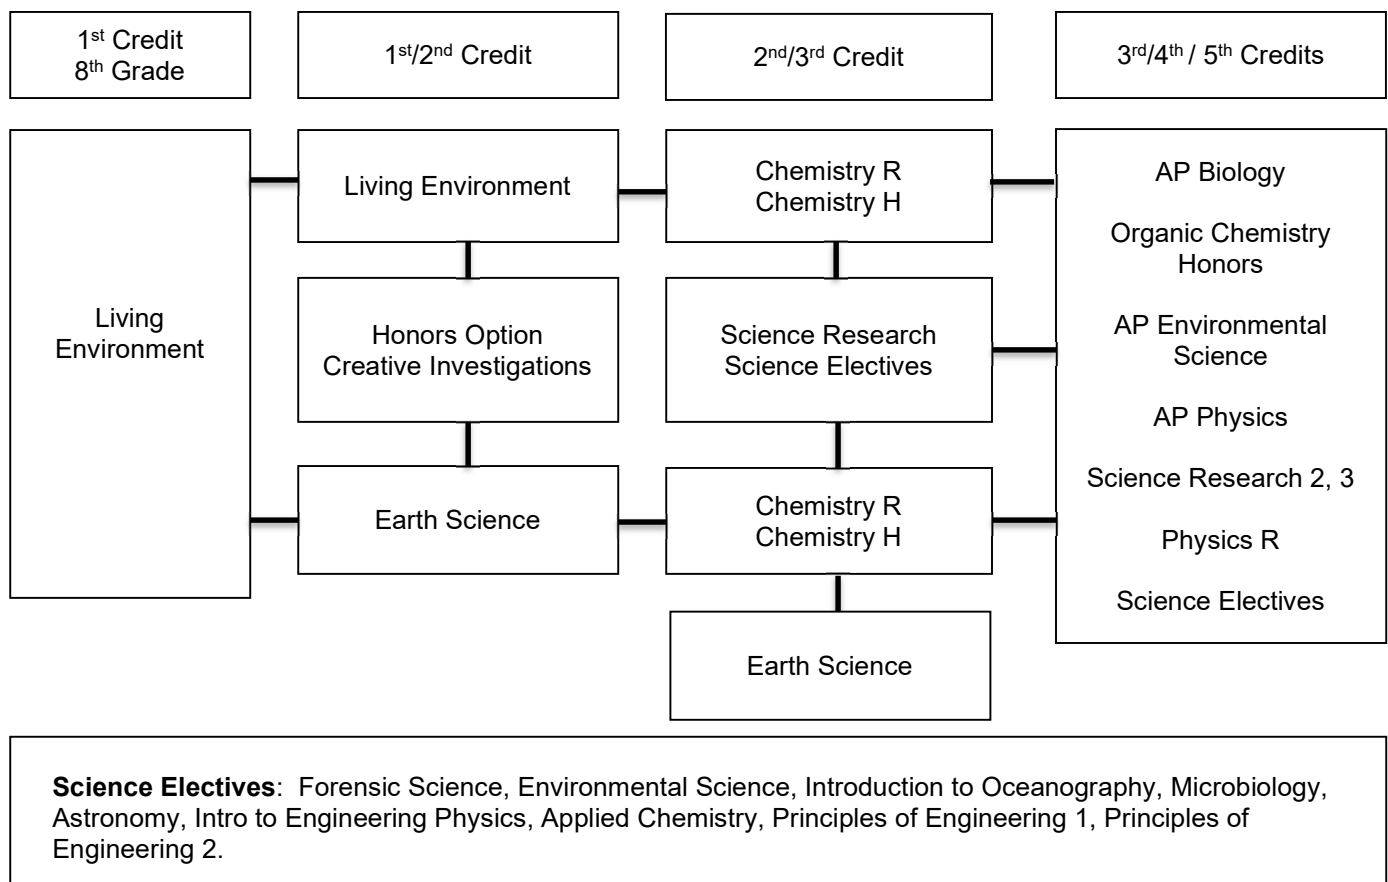 1st Credit
8th Grade
1st/2nd Credit
2nd/3rd Credit
3rd/4th / 5th Credits
Living
Environment
Living Environment
Honors Option
Creative Investigations
Earth Science
Chemistry R
Chemistry H
Science Research
Science Electives
Chemistry R
Chemistry H
Earth Science
AP Biology
Organic Chemistry
Honors
AP Environmental
Science
AP Physics
Science Research 2, 3
Physics R
Science Electives
Science Electives: Forensic Science, Environmental Science, Introduction to Oceanography, Microbiology,
Astronomy, Intro to Engineering Physics, Applied Chemistry, Principles of Engineering 1, Principles of
Engineering 2.